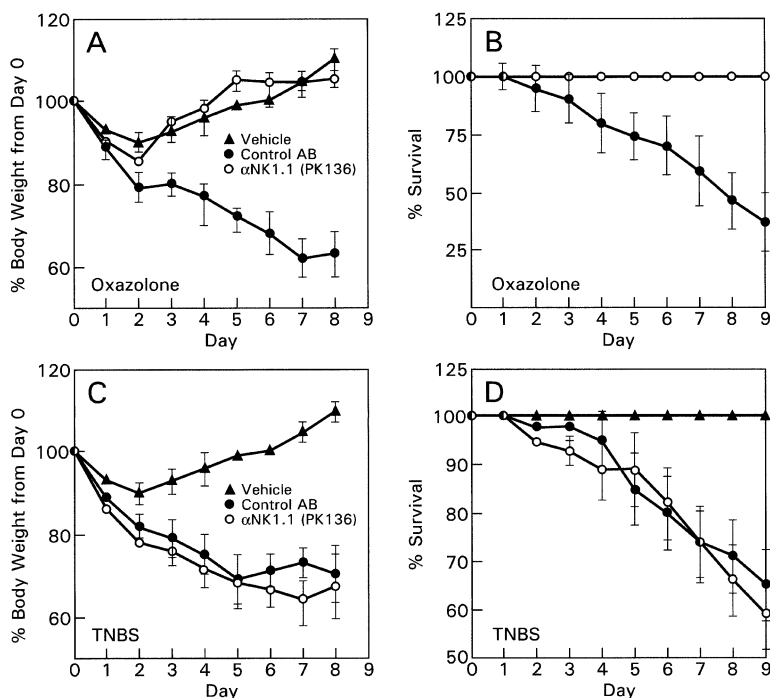 A
% Body Weight from Day 0
120
100
80
60
▲ Vehicle
● Control AB
○ αNK1.1 (PK136)
Oxazolone
0 1 2 3 4 5 6 7 8 9
Day
B
% Survival
125
100
75
50
25
Oxazolone
0 1 2 3 4 5 6 7 8 9
Day
C
% Body Weight from Day 0
120
100
80
60
▲ Vehicle
● Control AB
○ αNK1.1 (PK136)
TNBS
0 1 2 3 4 5 6 7 8 9
Day
D
% Survival
125
100
90
80
70
60
50
TNBS
0 1 2 3 4 5 6 7 8 9
Day